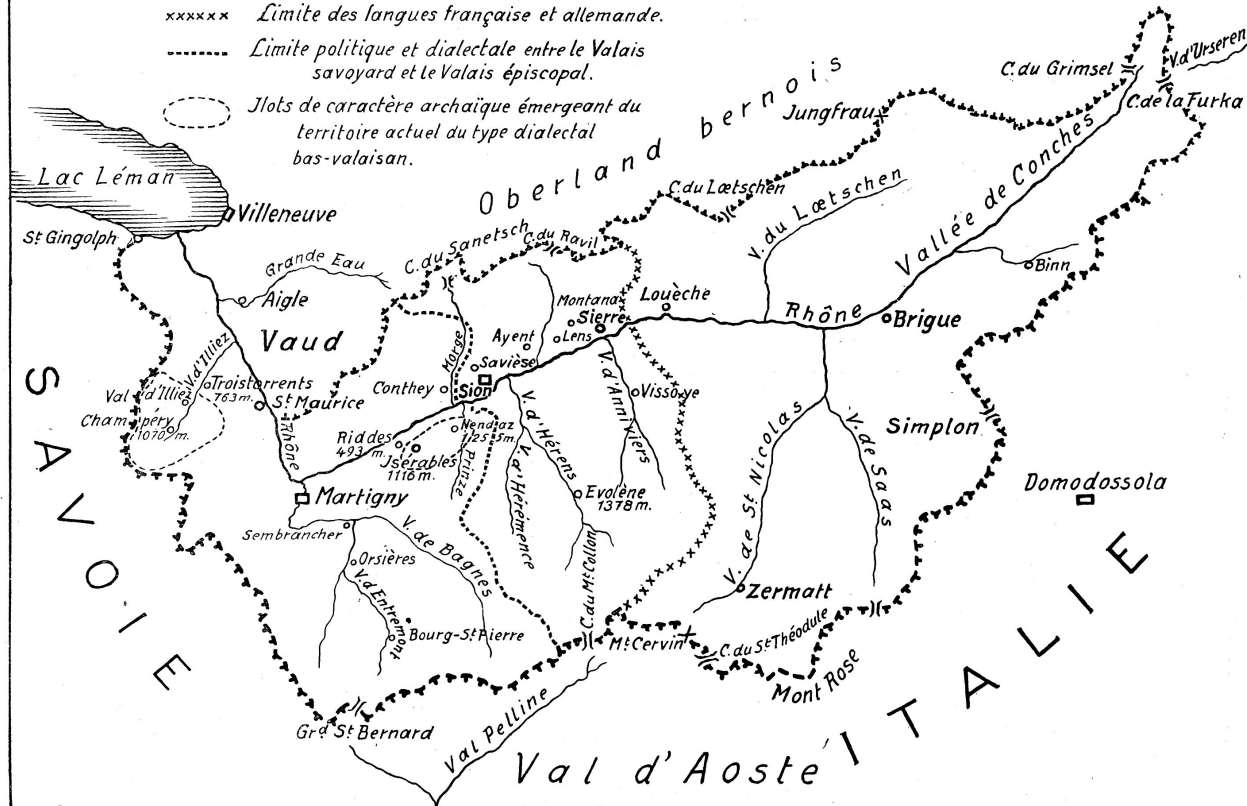 Limite des langues française et allemande.
Limite politique et dialectale entre le Valais
savoyard et le Valais épiscopal.
Jlots de caractère archaïque émergeant du
territoire actuel du type dialectal
bas-valaisan.
C. du Grimsel
V. d'Urseren
C. de la Furka
Jungfrau
Oberland bernois
Lac Léman
Villeneuve
St Gingolph
C. du Lœtschen
V. du Lœtschen
Vallée de Conches
C. du Sanetsch
C. du Ravil
Grande Eau
Aigle
Binn
Montana
Louèche
Sierre
Rhône
Brigue
Vaud
Morge
Ayent
Lens
Savièse
V. d'Illiez
Troistorrents
763 m.
Val d'Illiez
St Maurice
Champéry
1070 m.
Conthey
Sion
V. d'Anniviers
Vissoye
Rhône
Riddes
493 m.
Jsérables
1116 m.
Nendaz
1255 m.
Prinze
V. d'Hérens
V. d'Hérémence
Evolène
1378 m.
V. de St Nicolas
V. de Saas
Simplon
Domodossola
SAVOIE
Martigny
Sembrancher
V. de Bagnes
Orsières
V. d'Entremont
Bourg-St Pierre
C. du Mt Collon
Zermatt
Mt Cervin
C. du St Théodule
Mont Rose
Grd St Bernard
Val Pelline
Val d'Aoste
ITALIE